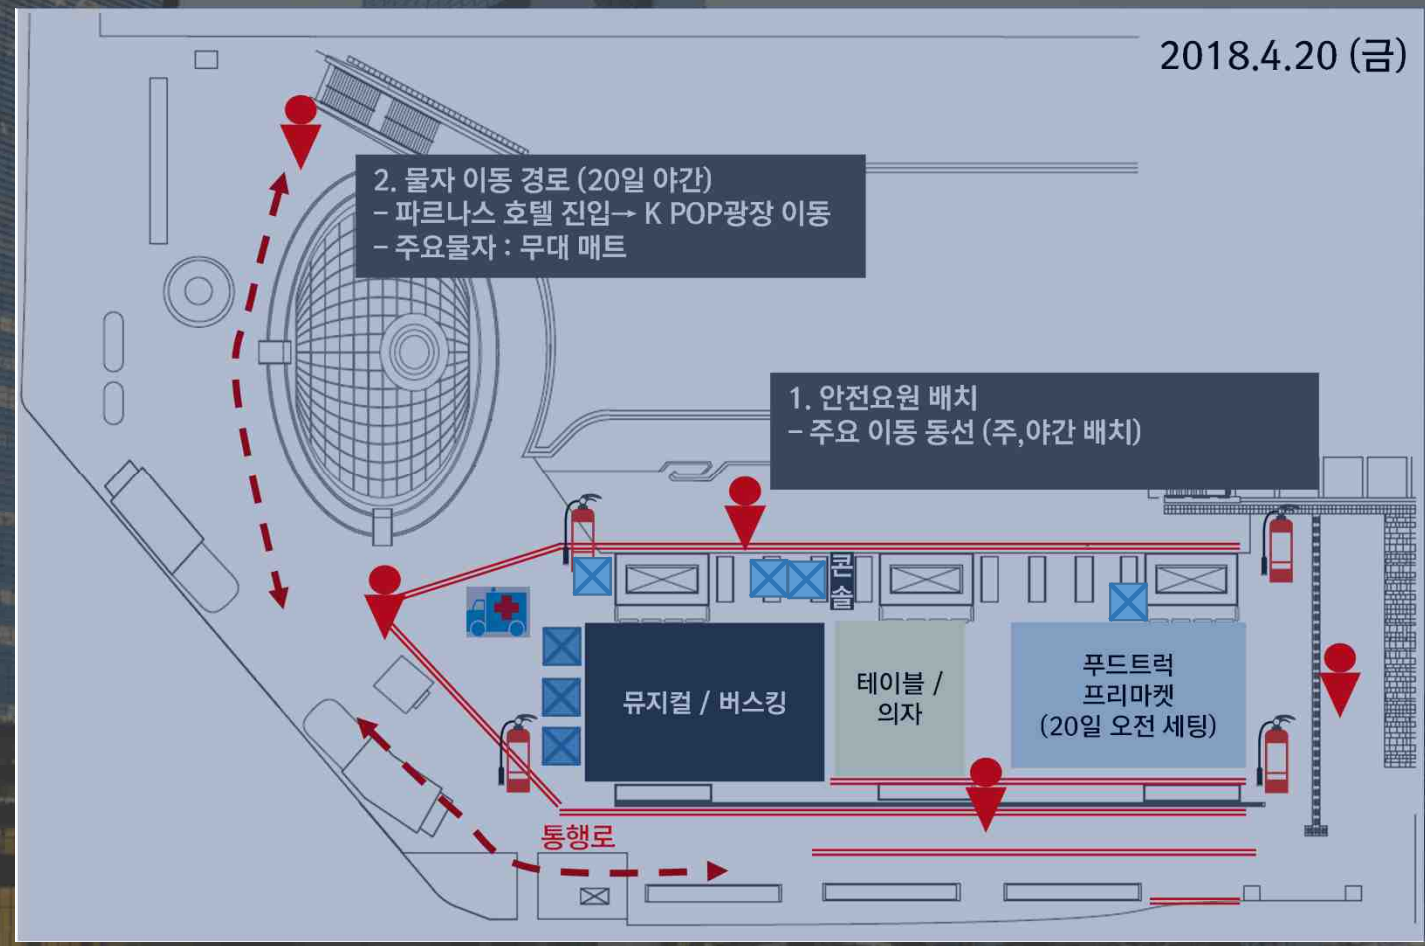 2018.4.20 (금)
2. 물자 이동 경로 (20일 야간)
– 파르나스 호텔 진입→ K POP광장 이동
– 주요물자 : 무대 매트
1. 안전요원 배치
– 주요 이동 동선 (주,야간 배치)
콘
솔
뮤지컬 / 버스킹
테이블 /
의자
푸드트럭
프리마켓
(20일 오전 세팅)
통행로